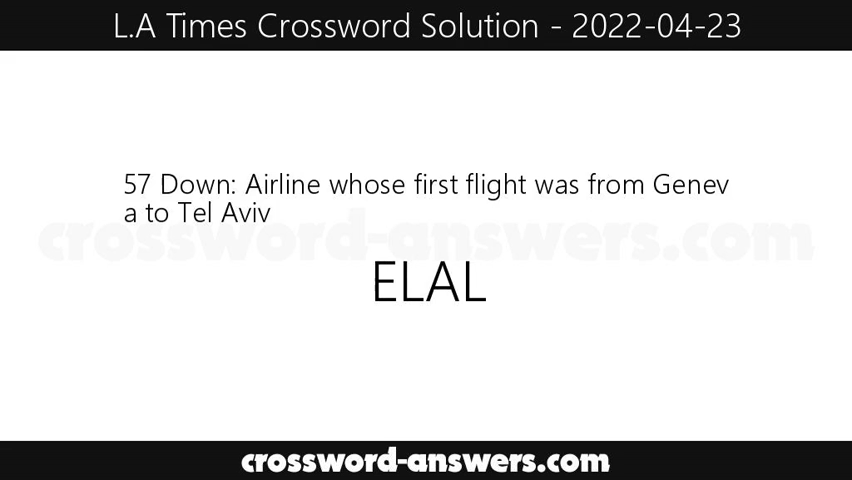 L.A Times Crossword Solution - 2022-04-23
57 Down: Airline whose first flight was from Genev
a to Tel Aviv
crossword-answers.com
ELAL
crossword-answers.com